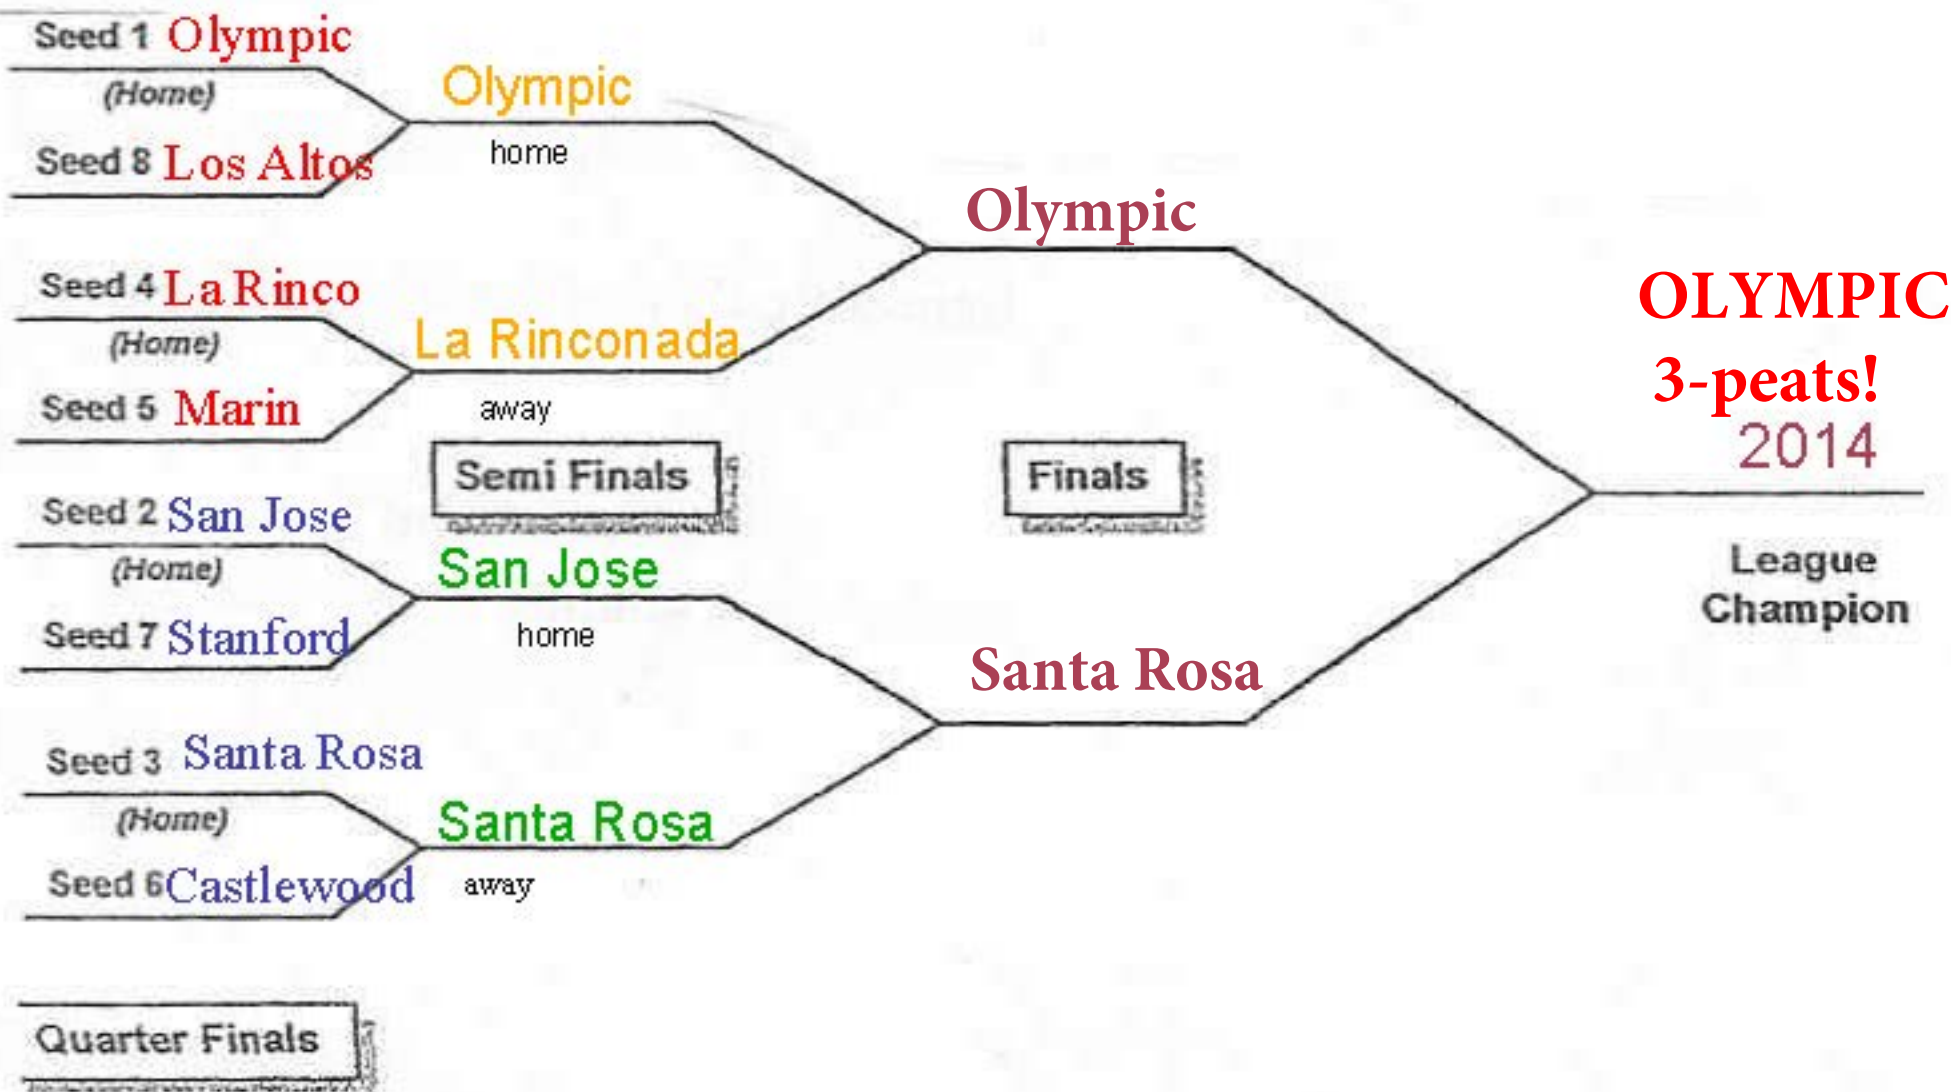 Seed 1 Olympic
(Home)
Seed 8 Los Altos
Seed 4 La Rinco
(Home)
Seed 5 Marin
Seed 2 San Jose
(Home)
Seed 7 Stanford
Seed 3 Santa Rosa
(Home)
Seed 6 Castlewood
Quarter Finals
Olympic
home
La Rinconada
away
Semi Finals
San Jose
home
Santa Rosa
away
Olympic
Finals
Santa Rosa
OLYMPIC
3-peats!
2014
League
Champion